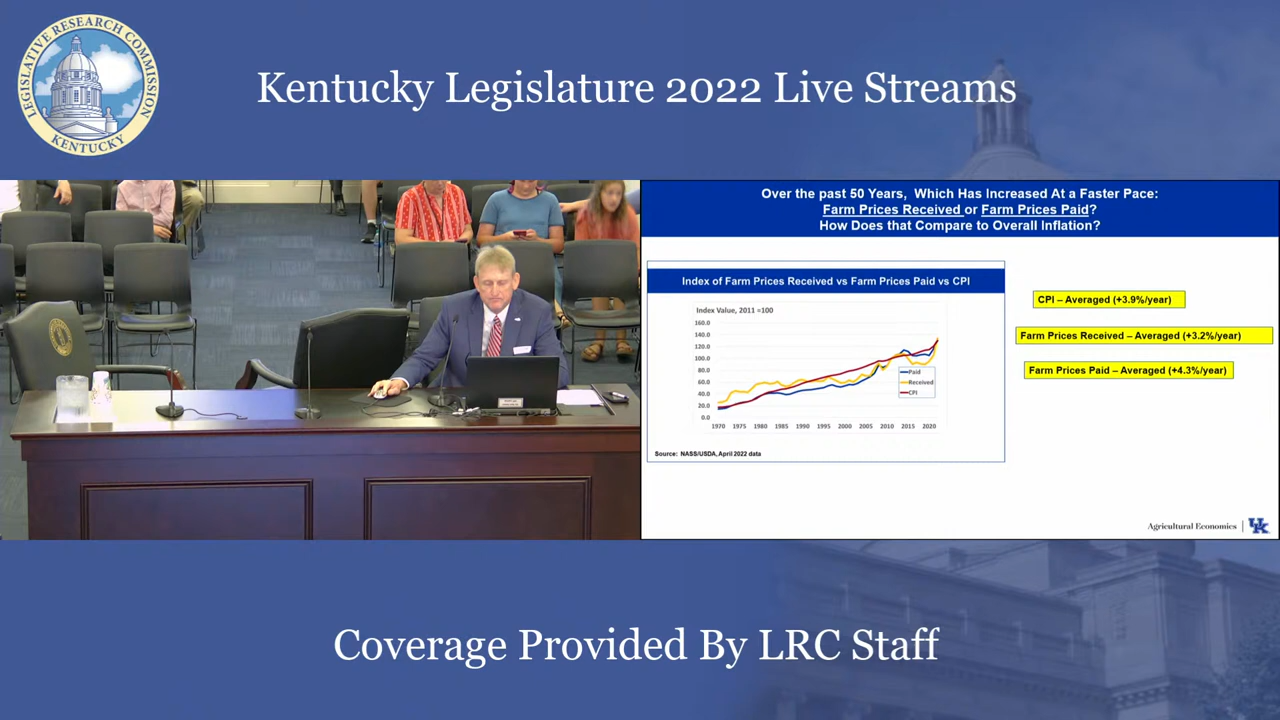 LEGISLATIVE RESEARCH COMMISSION
KENTUCKY
Kentucky Legislature 2022 Live Streams
Over the past 50 Years, Which Has Increased At a Faster Pace:
Farm Prices Received or Farm Prices Paid?
How Does that Compare to Overall Inflation?
Index of Farm Prices Received vs Farm Prices Paid vs CPI
Index Value, 2011 =100
160.0
140.0
120.0
100.0
80.0
60.0
40.0
20.0
0.0
1970 1975 1980 1985 1990 1995 2000 2005 2010 2015 2020
Paid
Received
CPI
Source: NASS/USDA, April 2022 data
CPI – Averaged (+3.9%/year)
Farm Prices Received – Averaged (+3.2%/year)
Farm Prices Paid – Averaged (+4.3%/year)
Agricultural Economics | UK
Coverage Provided By LRC Staff